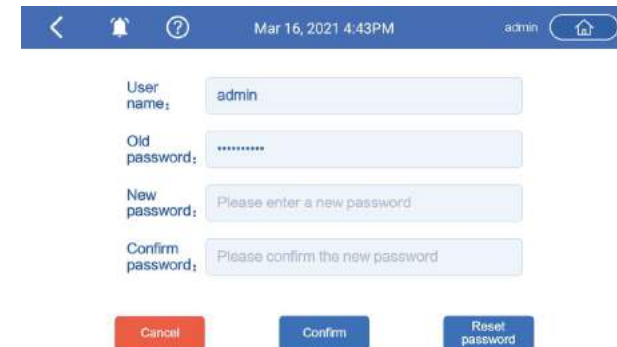 Mar 16, 2021 4:43PM
admin
User
name:
admin
Old
password:
••••••••••
New
password:
Please enter a new password
Confirm
password:
Please confirm the new password
Cancel
Confirm
Reset
password